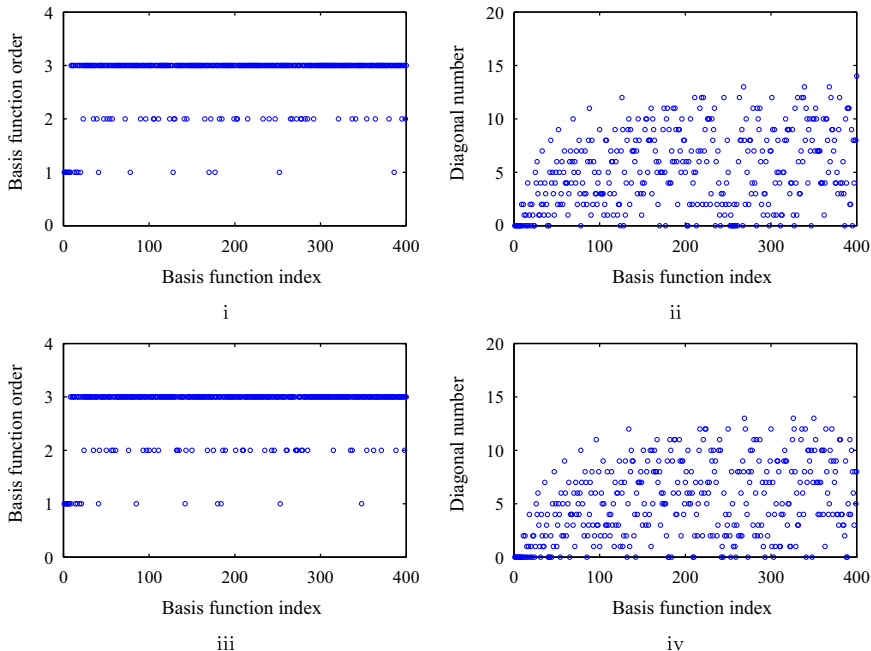 4
3
2
1
0
Basis function order
0 100 200 300 400
Basis function index
i
20
15
10
5
0
Diagonal number
0 100 200 300 400
Basis function index
ii
4
3
2
1
0
Basis function order
0 100 200 300 400
Basis function index
iii
20
15
10
5
0
Diagonal number
0 100 200 300 400
Basis function index
iv